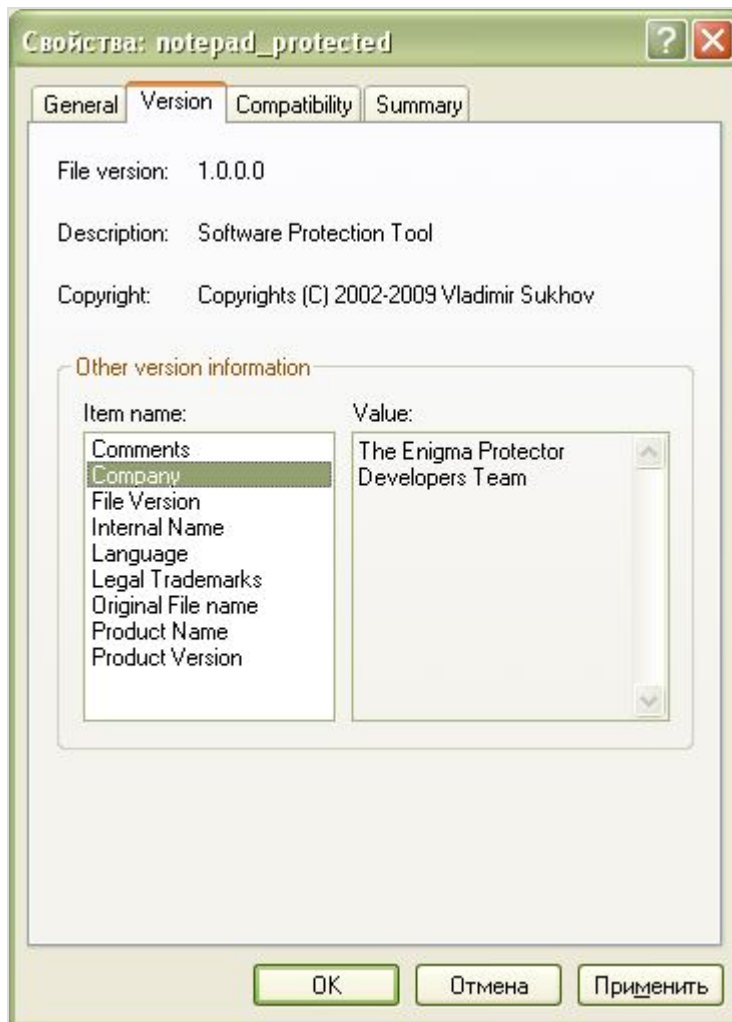 Свойства: notepad_protected
General Version Compatibility Summary
File version: 1.0.0.0
Description: Software Protection Tool
Copyright: Copyrights (C) 2002-2009 Vladimir Sukhov
Other version information
Item name:
Comments
Company
File Version
Internal Name
Language
Legal Trademarks
Original File name
Product Name
Product Version
Value:
The Enigma Protector
Developers Team
OK Отмена Применить